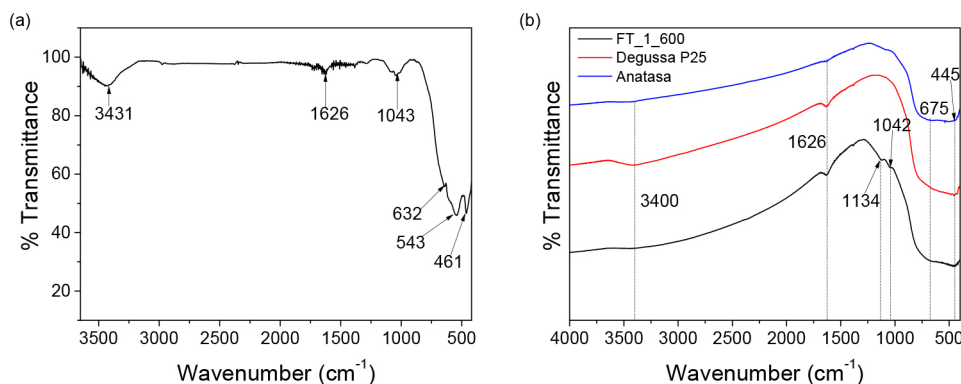 (a)
% Transmittance
100
80
60
40
20
3431
1626
1043
632
543
461
3500 3000 2500 2000 1500 1000 500
Wavenumber (cm⁻¹)
(b)
% Transmittance
FT_1_600
Degussa P25
Anatasa
445
675
1626
1042
1134
3400
4000 3500 3000 2500 2000 1500 1000 500
Wavenumber (cm⁻¹)